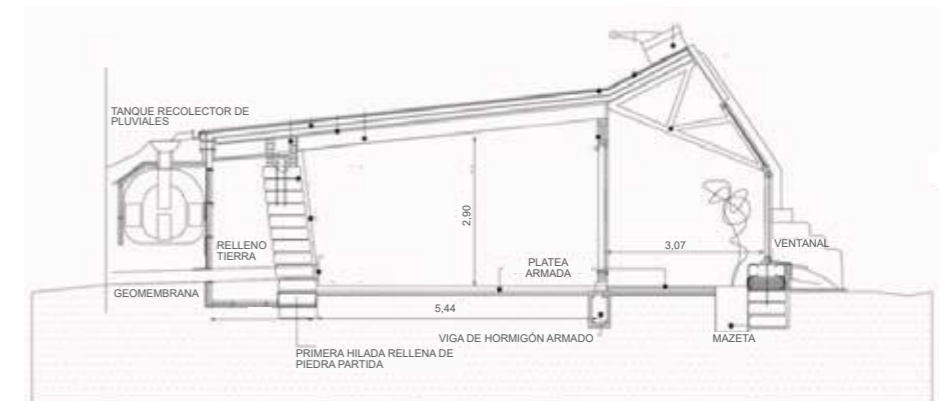 TANQUE RECOLECTOR DE
PLUVIALES
2.90
3,07
RELLENO
TIERRA
VENTANAL
PLATEA
ARMADA
GEOMEMBRANA
5,44
VIGA DE HORMIGÓN ARMADO
MAZETA
PRIMERA HILADA RELLENA DE
PIEDRA PARTIDA